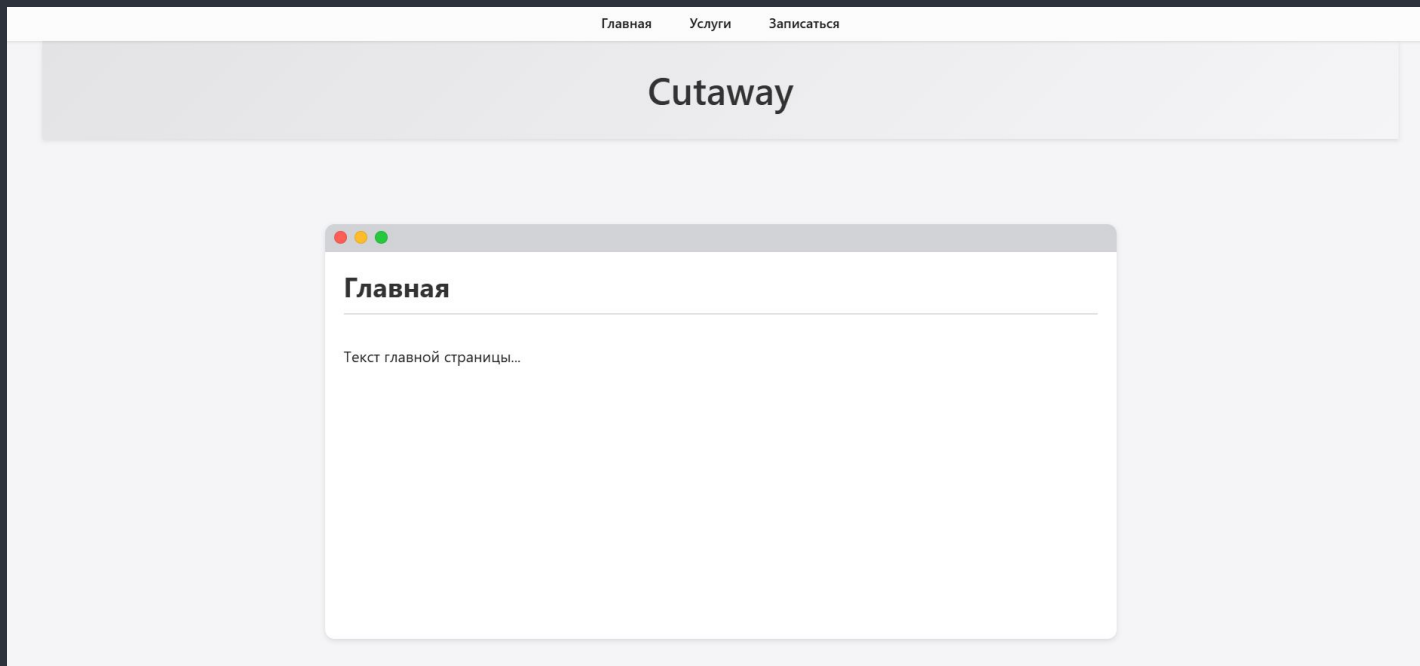 Главная Услуги Записаться
Cutaway
Главная
Текст главной страницы...